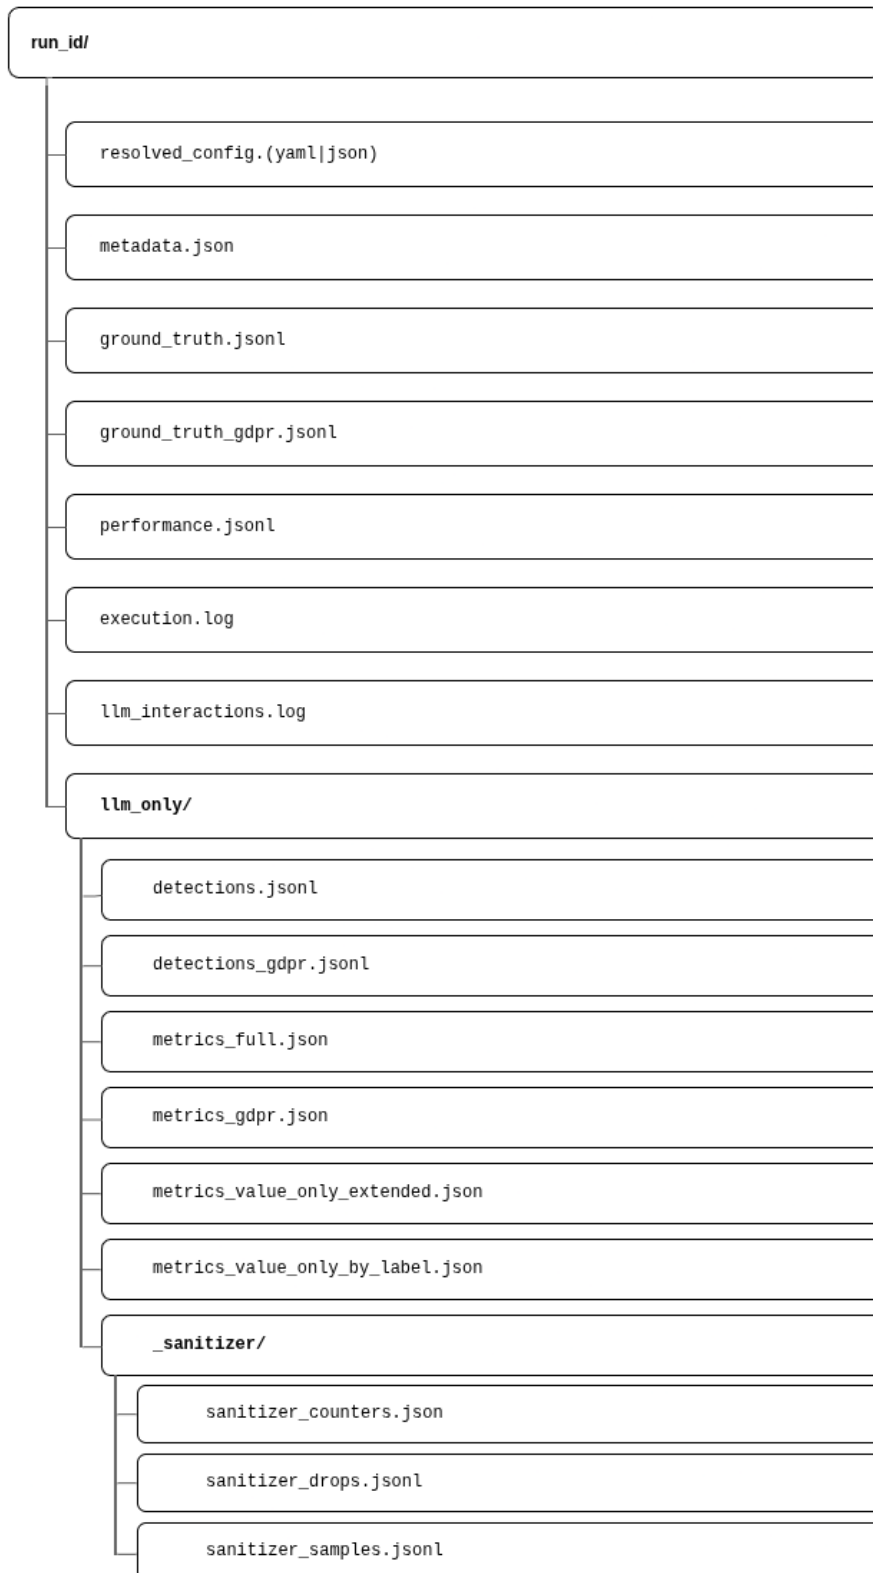 run_id/
resolved_config.(yaml|json)
metadata.json
ground_truth.jsonl
ground_truth_gdpr.jsonl
performance.jsonl
execution.log
llm_interactions.log
llm_only/
detections.jsonl
detections_gdpr.jsonl
metrics_full.json
metrics_gdpr.json
metrics_value_only_extended.json
metrics_value_only_by_label.json
_sanitizer/
sanitizer_counters.json
sanitizer_drops.jsonl
sanitizer_samples.jsonl